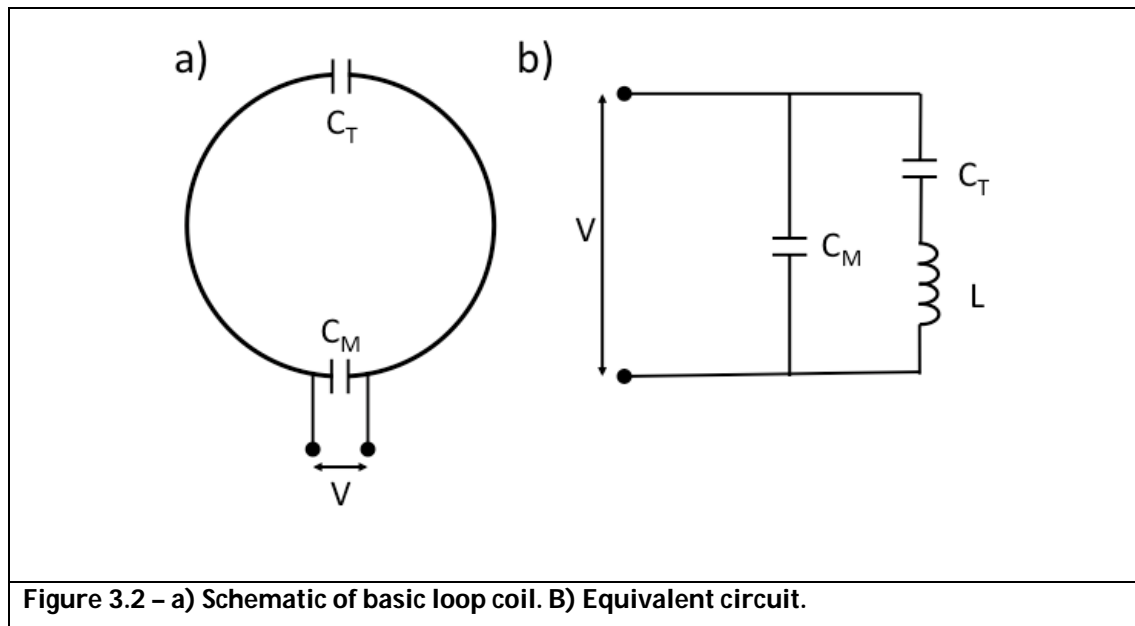 a)
C_T
C_M
V
b)
V
C_M
C_T
L
Figure 3.2 – a) Schematic of basic loop coil. B) Equivalent circuit.